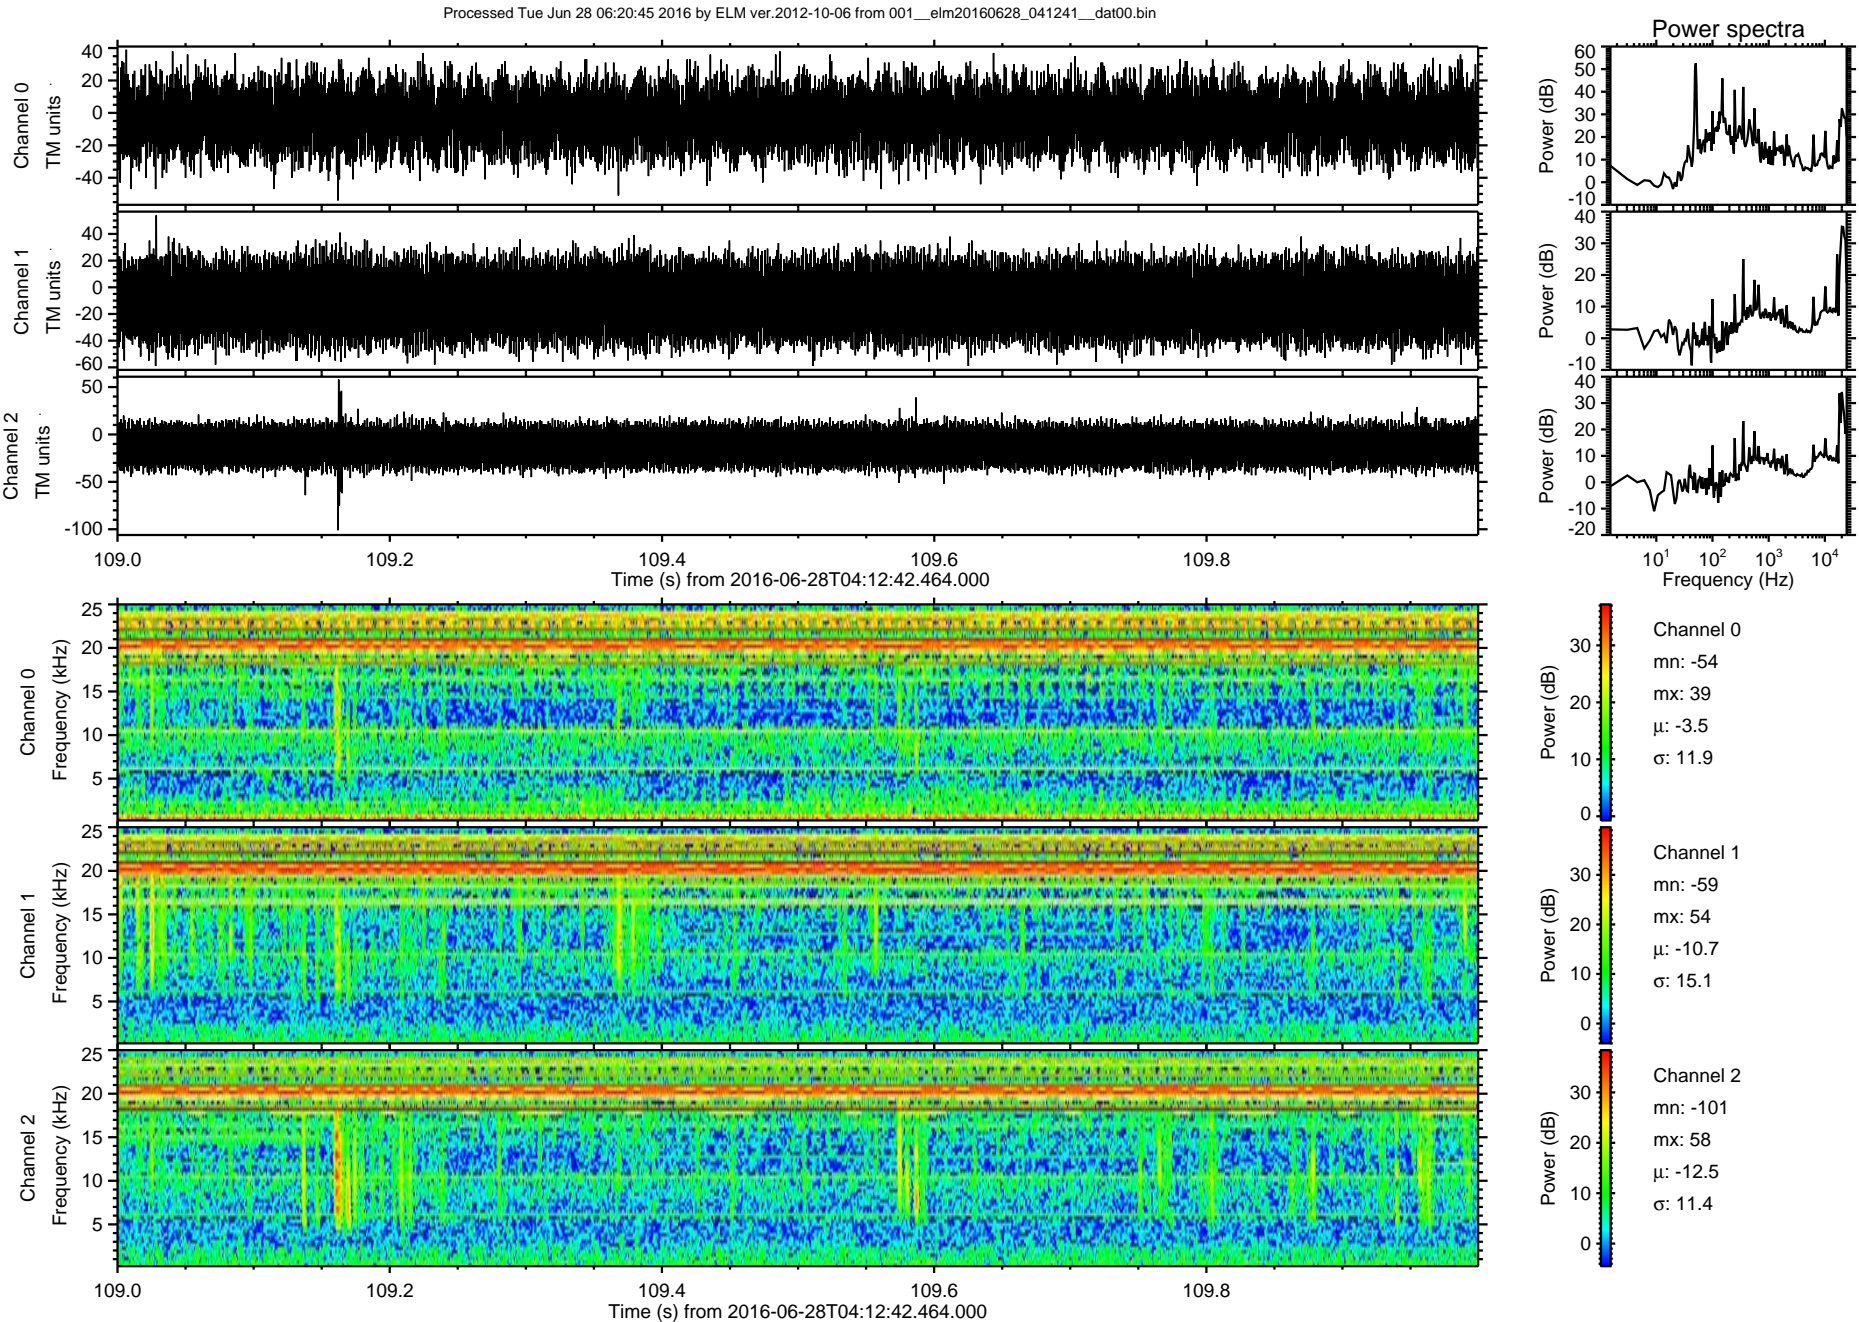 Processed Tue Jun 28 06:20:45 2016 by ELM ver.2012-10-06 from 001__elm20160628_041241__dat00.bin
Power spectra
Channel 0
TM units
40
20
0
-20
-40
Power (dB)
60
50
40
30
20
10
0
-10
Channel 1
TM units
40
20
0
-20
-40
-60
Power (dB)
40
30
20
10
0
-10
Channel 2
TM units
50
0
-50
-100
Power (dB)
40
30
20
10
0
-10
-20
109.0 109.2 109.4 109.6 109.8
Time (s) from 2016-06-28T04:12:42.464.000
10^1 10^2 10^3 10^4
Frequency (Hz)
Channel 0
Frequency (kHz)
25
20
15
10
5
Power (dB)
30
20
10
0
Channel 0
mn: -54
mx: 39
μ: -3.5
σ: 11.9
Channel 1
Frequency (kHz)
25
20
15
10
5
Power (dB)
30
20
10
0
Channel 1
mn: -59
mx: 54
μ: -10.7
σ: 15.1
Channel 2
Frequency (kHz)
25
20
15
10
5
Power (dB)
30
20
10
0
Channel 2
mn: -101
mx: 58
μ: -12.5
σ: 11.4
109.0 109.2 109.4 109.6 109.8
Time (s) from 2016-06-28T04:12:42.464.000